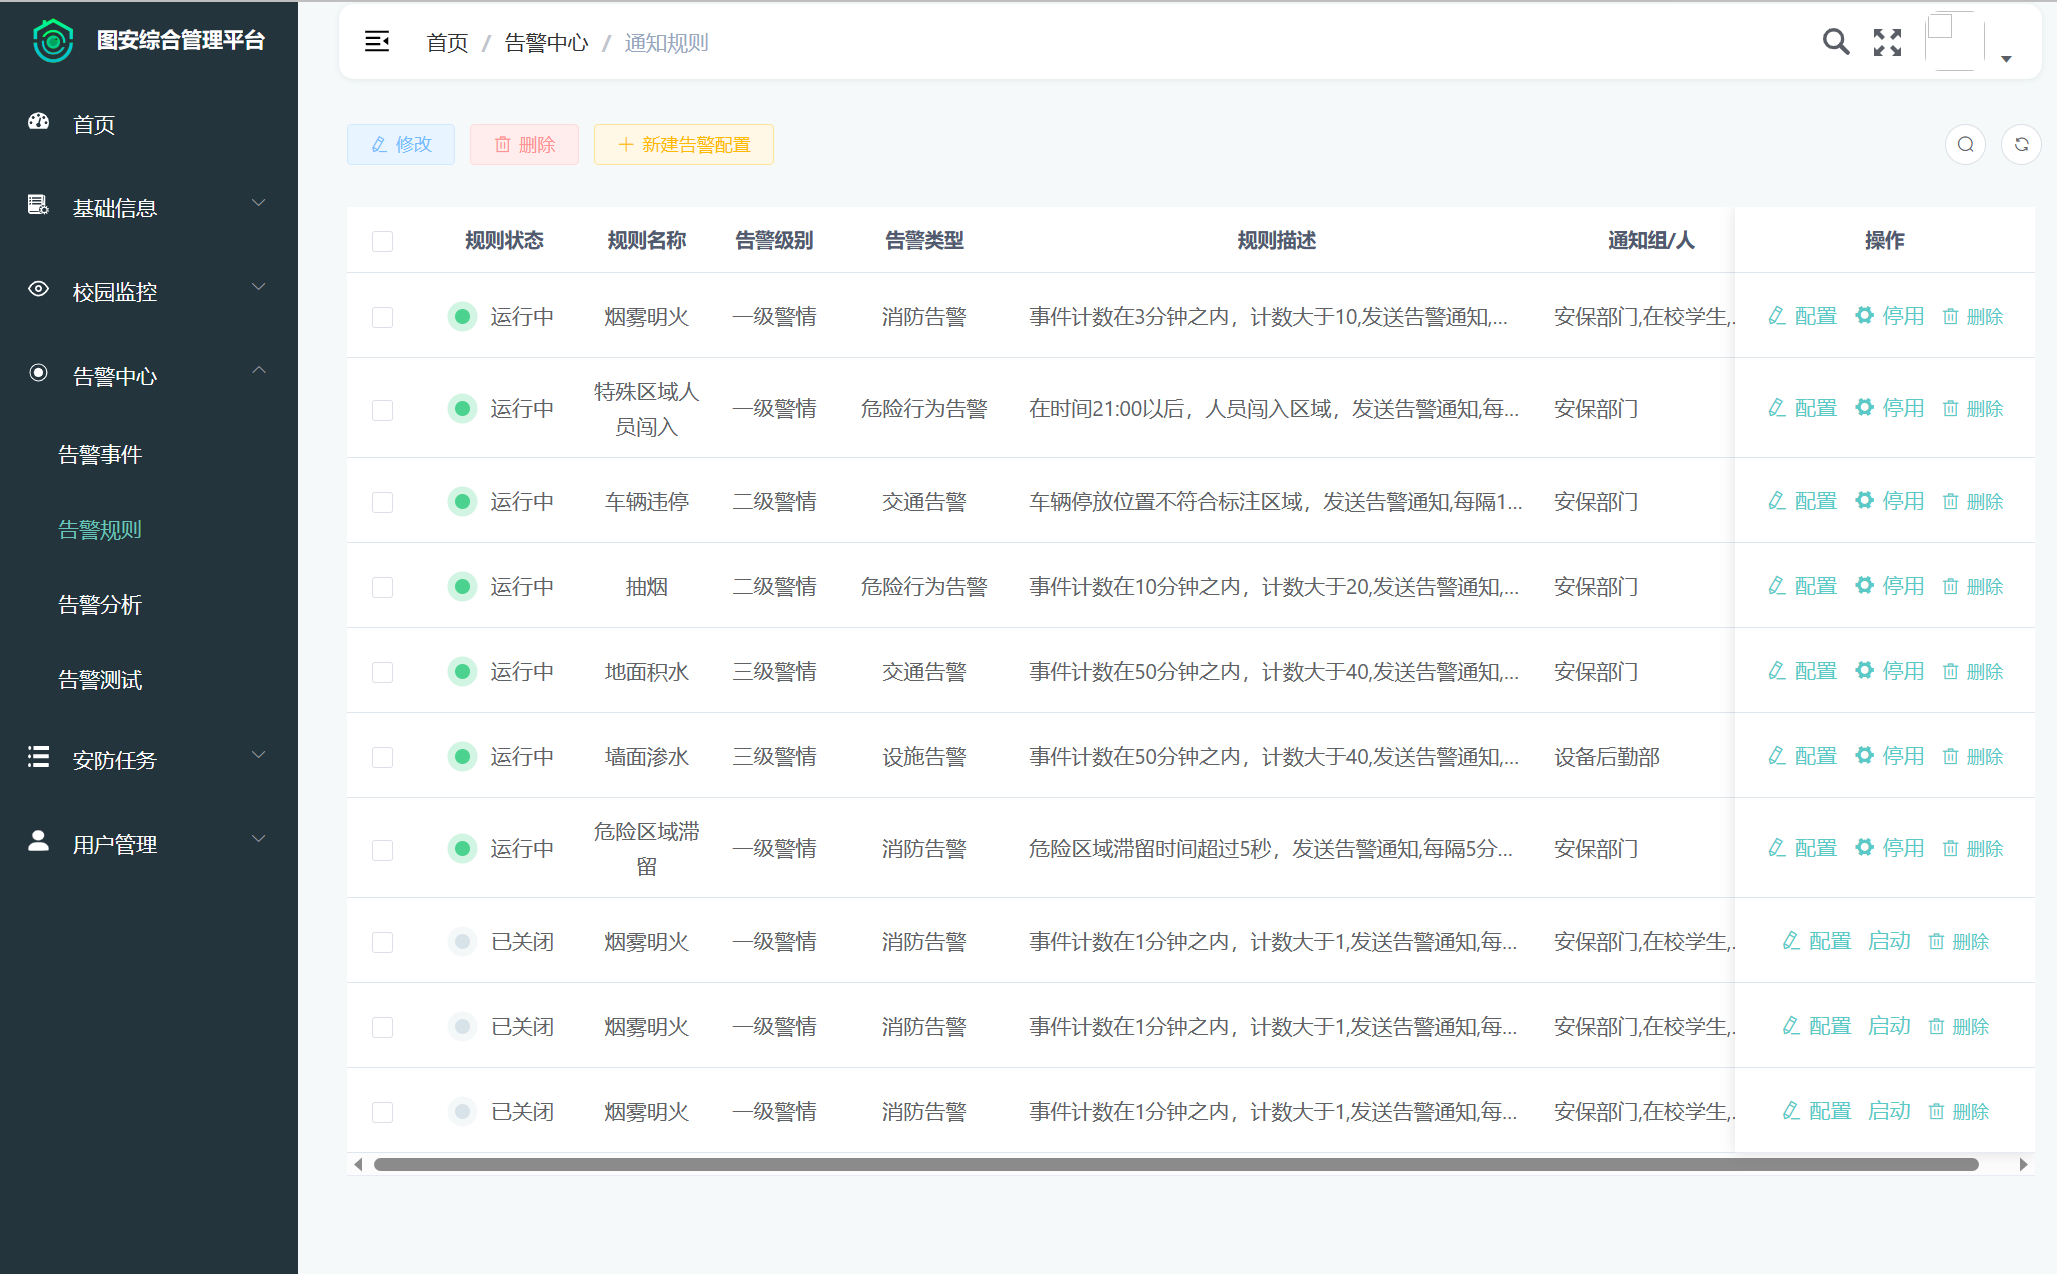 图安综合管理平台
首页 / 告警中心 / 通知规则
首页
基础信息
校园监控
告警中心
告警事件
告警规则
告警分析
告警测试
安防任务
用户管理
修改 删除 新建告警配置
规则状态 规则名称 告警级别 告警类型 规则描述 通知组/人 操作
运行中 烟雾明火 一级警情 消防告警 事件计数在3分钟之内，计数大于10,发送告警通知,... 安保部门,在校学生,. 配置 停用 删除
运行中 特殊区域人 一级警情 危险行为告警 在时间21:00以后，人员闯入区域，发送告警通知,每... 安保部门 配置 停用 删除
员闯入
运行中 车辆违停 二级警情 交通告警 车辆停放位置不符合标注区域，发送告警通知,每隔1... 安保部门 配置 停用 删除
运行中 抽烟 二级警情 危险行为告警 事件计数在10分钟之内，计数大于20,发送告警通知,... 安保部门 配置 停用 删除
运行中 地面积水 三级警情 交通告警 事件计数在50分钟之内，计数大于40,发送告警通知,... 安保部门 配置 停用 删除
运行中 墙面渗水 三级警情 设施告警 事件计数在50分钟之内，计数大于40,发送告警通知,... 设备后勤部 配置 停用 删除
运行中 危险区域滞 一级警情 消防告警 危险区域滞留时间超过5秒，发送告警通知,每隔5分... 安保部门 配置 停用 删除
留
已关闭 烟雾明火 一级警情 消防告警 事件计数在1分钟之内，计数大于1,发送告警通知,每... 安保部门,在校学生,. 配置 启动 删除
已关闭 烟雾明火 一级警情 消防告警 事件计数在1分钟之内，计数大于1,发送告警通知,每... 安保部门,在校学生,. 配置 启动 删除
已关闭 烟雾明火 一级警情 消防告警 事件计数在1分钟之内，计数大于1,发送告警通知,每... 安保部门,在校学生,. 配置 启动 删除